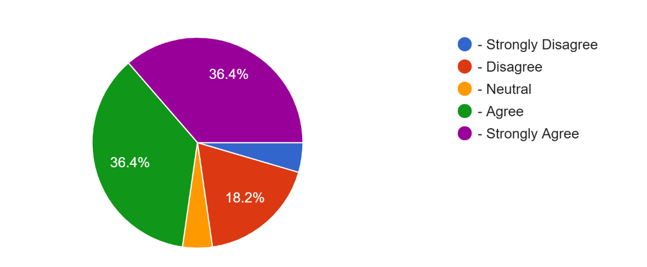 36.4%
36.4%
18.2%
- Strongly Disagree
- Disagree
- Neutral
- Agree
- Strongly Agree